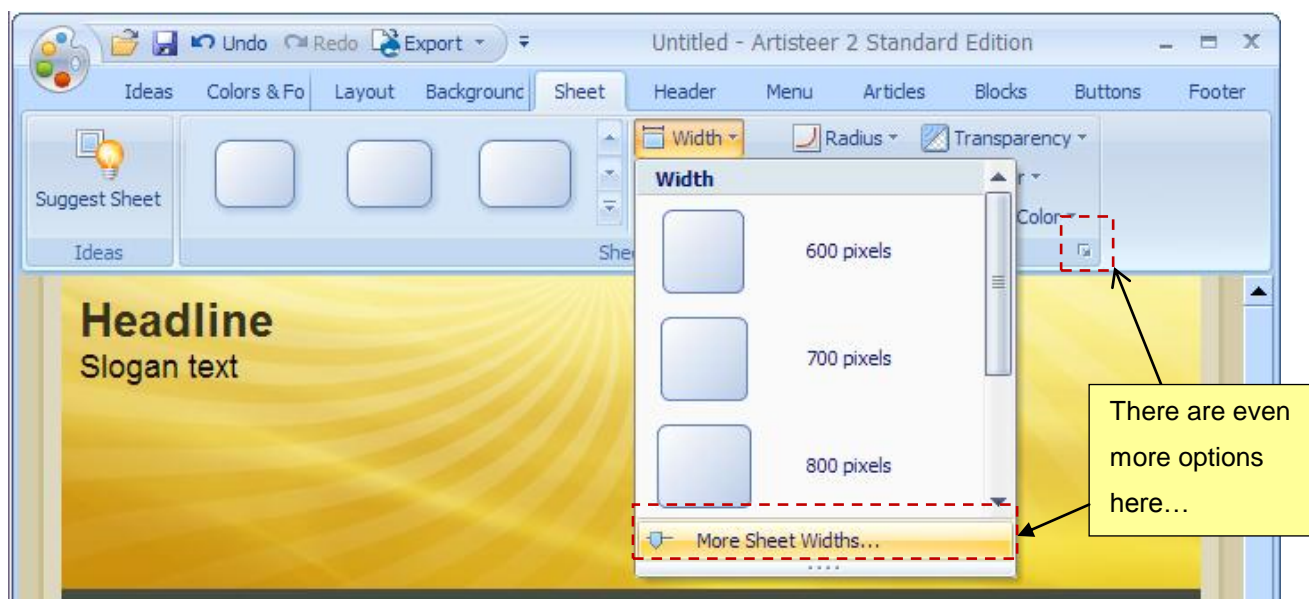 Undo Redo Export Untitled - Artisteer 2 Standard Edition
Ideas Colors & Fo Layout Background Sheet Header Menu Articles Blocks Buttons Footer
Width Radius Transparency
Width
r
Suggest Sheet
Color
Ideas
She
600 pixels
Headline
Slogan text
700 pixels
There are even
more options
here…
800 pixels
More Sheet Widths...